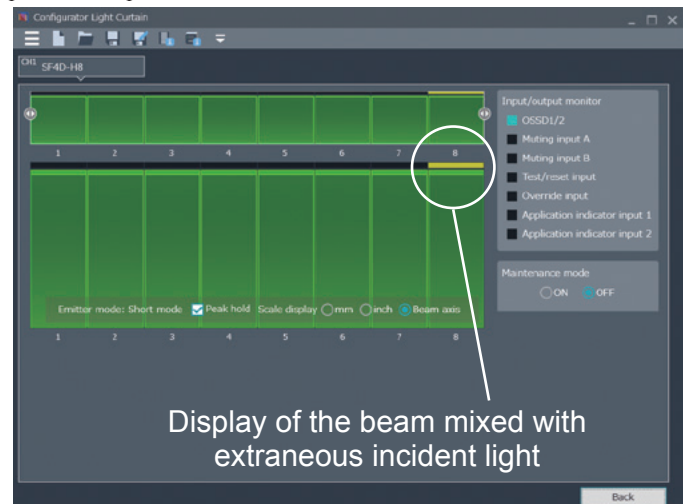 Configurator Light Curtain
CH1 SF4D-H8
Input/output monitor
OSSD1/2
Muting input A
Muting input B
Test/reset input
Override input
Application indicator input 1
Application indicator input 2
1 2 3 4 5 6 7 8
Maintenance mode
ON OFF
Emitter mode: Short mode Peak hold Scale display mm inch Beam axis
1 2 3 4 5 6 7 8
Display of the beam mixed with
extraneous incident light
Back